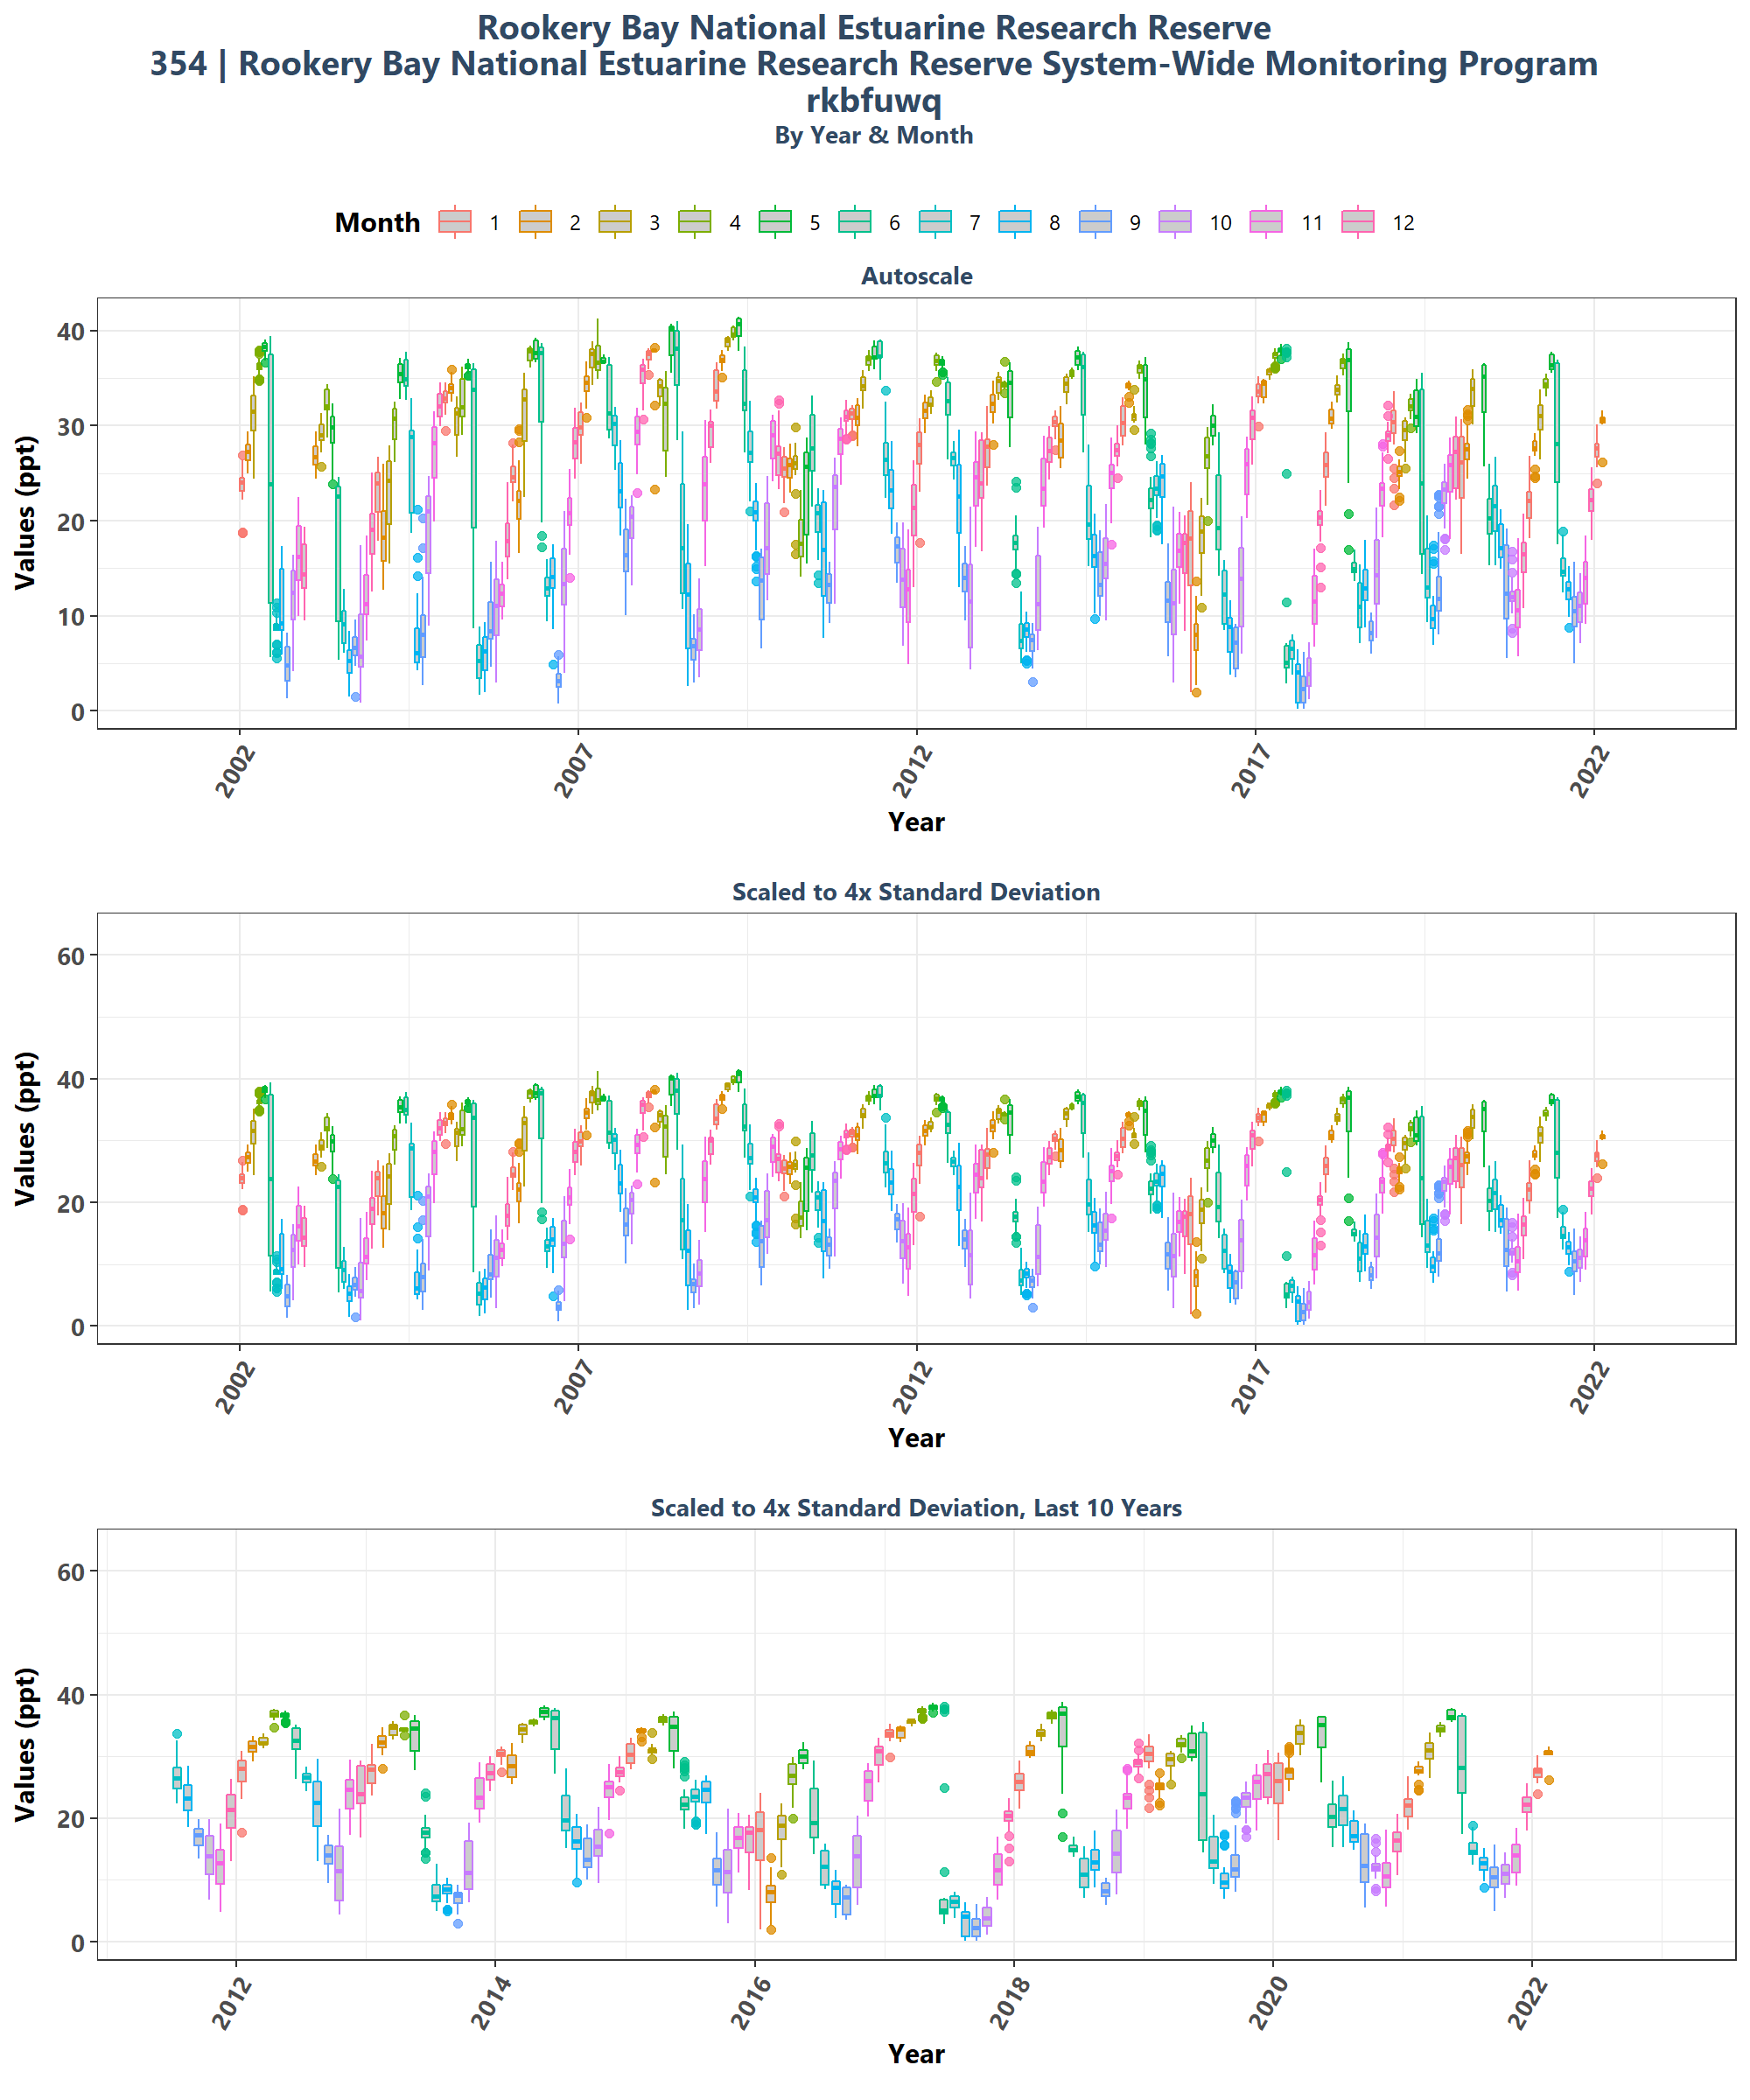 Rookery Bay National Estuarine Research Reserve
354 | Rookery Bay National Estuarine Research Reserve System-Wide Monitoring Program
rkbfuwq
By Year & Month
Month 1 2 3 4 5 6 7 8 9 10 11 12
Autoscale
Values (ppt)
40
30
20
10
0
2002 2007 2012 2017 2022
Year
Scaled to 4x Standard Deviation
Values (ppt)
60
40
20
0
2002 2007 2012 2017 2022
Year
Scaled to 4x Standard Deviation, Last 10 Years
Values (ppt)
60
40
20
0
2012 2014 2016 2018 2020 2022
Year